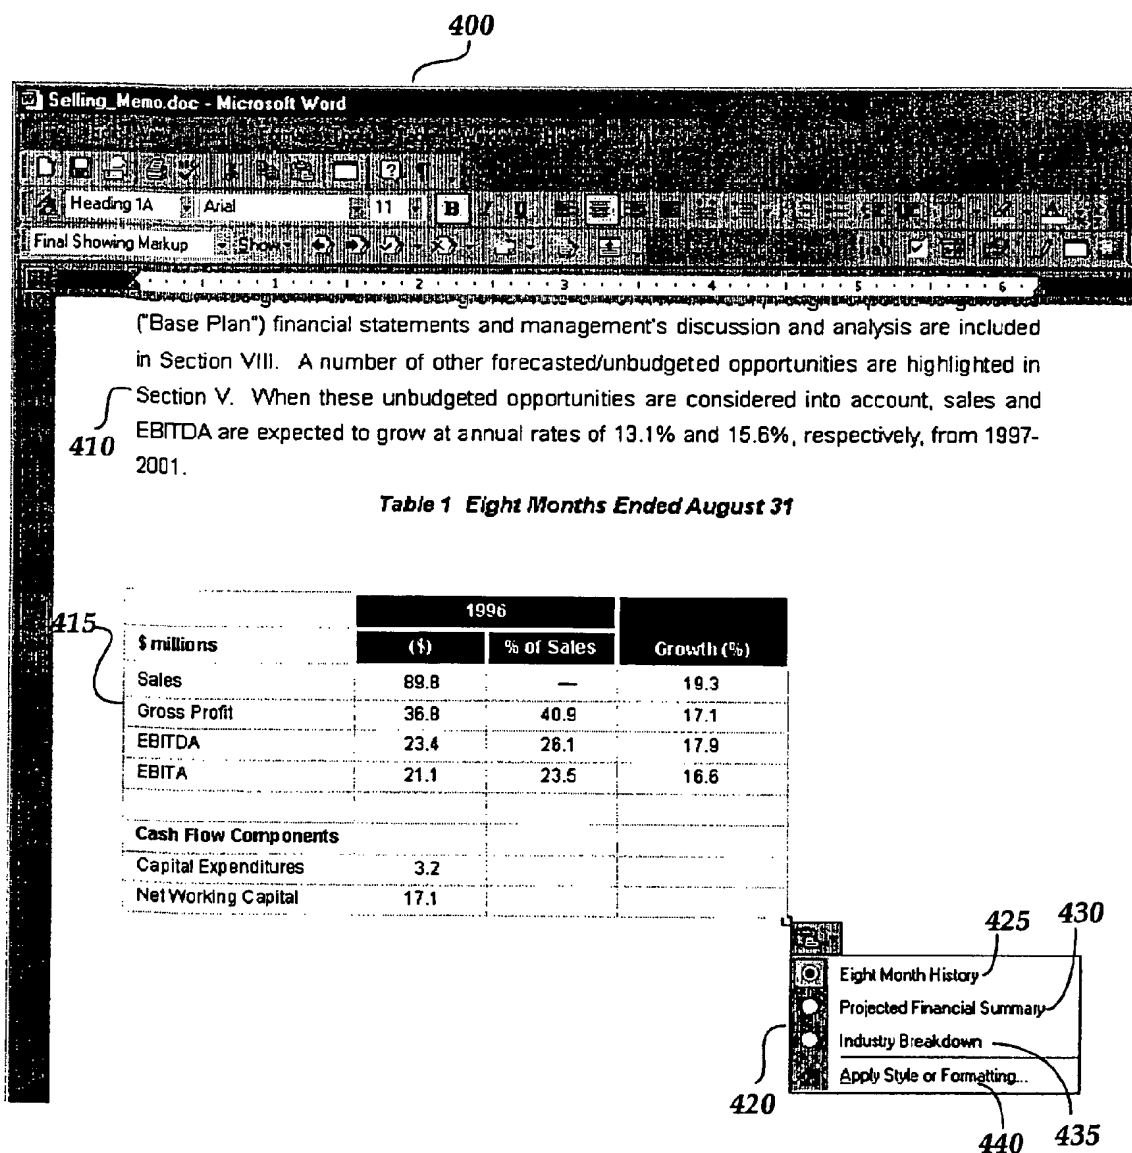 400
Selling_Memo.doc - Microsoft Word
Heading 1A Arial 11 B
Final Showing Markup Show
1 2 3 4 5 6
("Base Plan") financial statements and management's discussion and analysis are included
in Section VIII. A number of other forecasted/unbudgeted opportunities are highlighted in
Section V. When these unbudgeted opportunities are considered into account, sales and
410
EBITDA are expected to grow at annual rates of 13.1% and 15.6%, respectively, from 1997-
2001.
Table 1 Eight Months Ended August 31
415
1996
$ millions ($) % of Sales Growth (%)
Sales 89.8 — 19.3
Gross Profit 36.8 40.9 17.1
EBITDA 23.4 26.1 17.9
EBITA 21.1 23.5 16.6
Cash Flow Components
Capital Expenditures 3.2
Net Working Capital 17.1
425 430
Eight Month History
Projected Financial Summary
Industry Breakdown
Apply Style or Formatting...
420
440 435